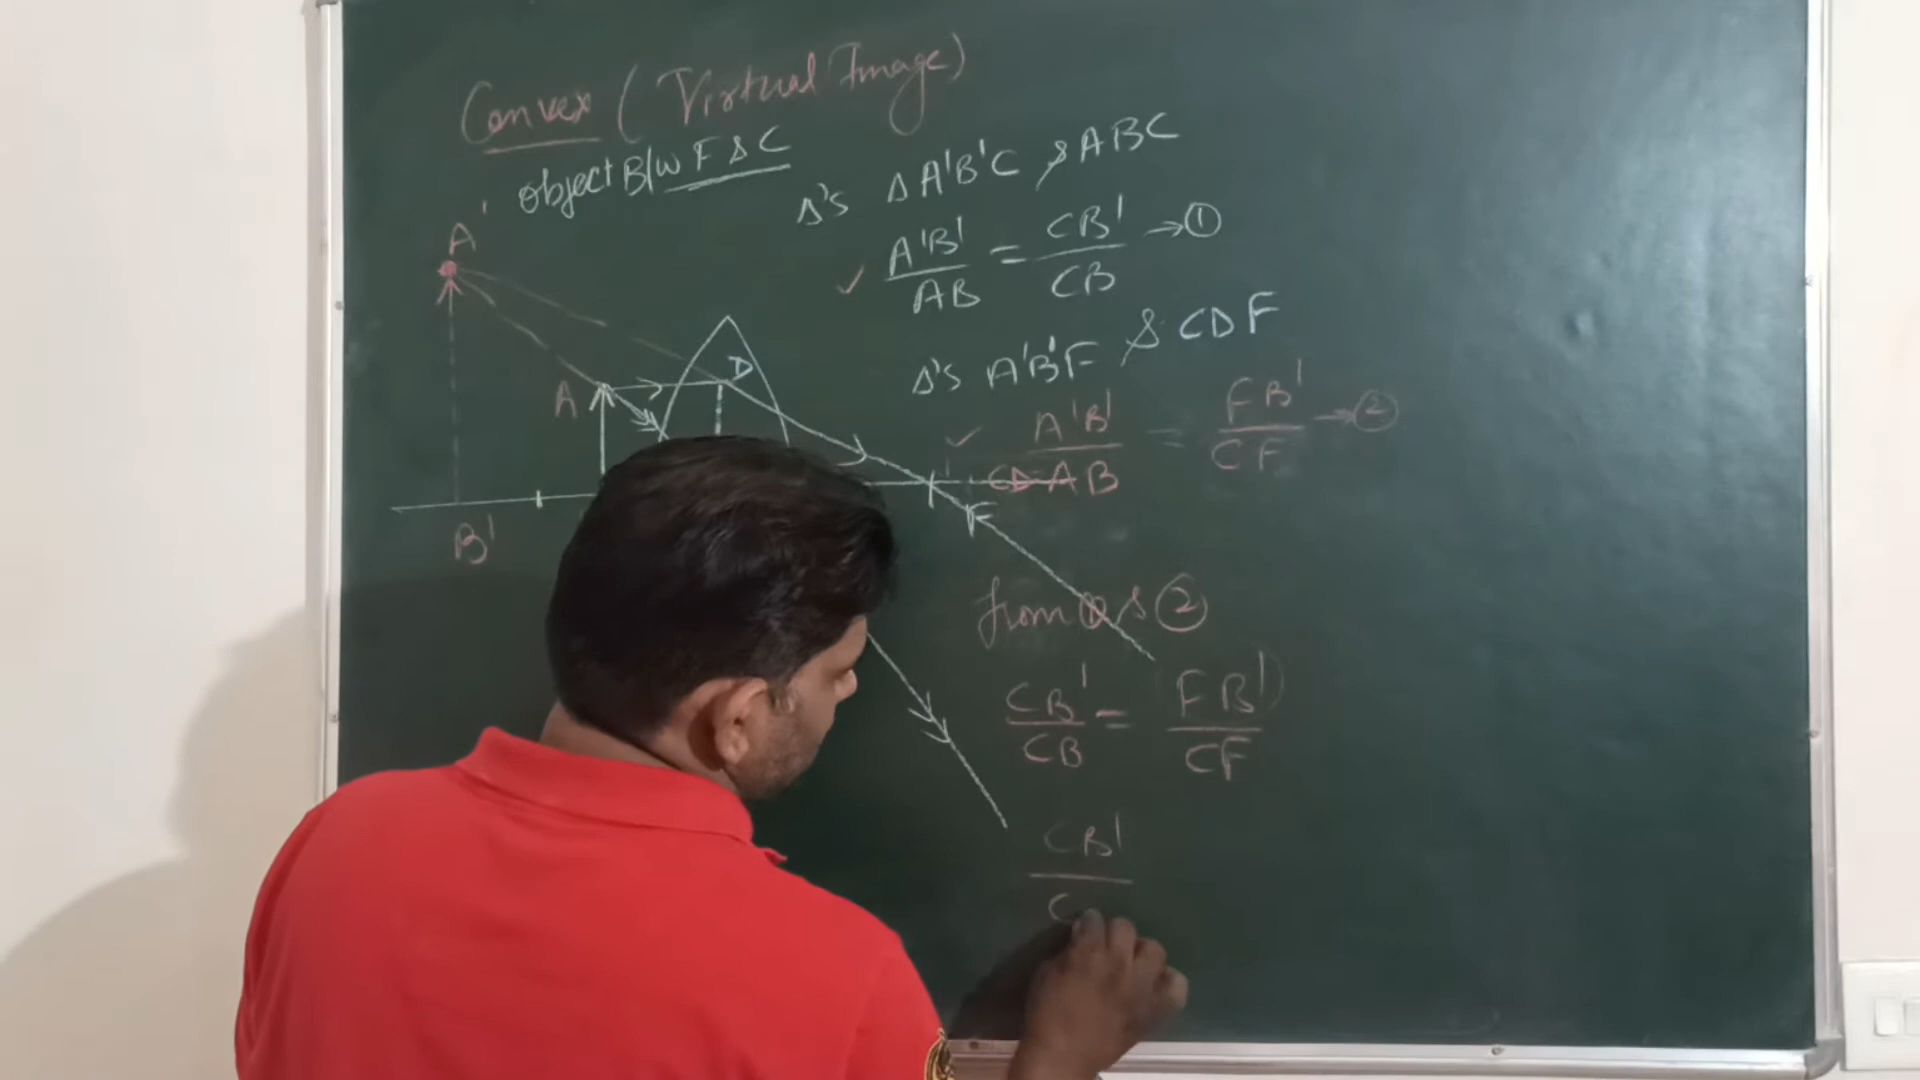 Convex (Virtual Image)
Object B/w F & C
Δ's Δ A'B'C & ABC
A'B'/AB = CB'/CB → ①
Δ's A'B'F & CDF
A'B'/CD=AB = FB'/CF → ②
A'
A
D
F
B'
from ① & ②
CB'/CB = FB'/CF
CB'/C